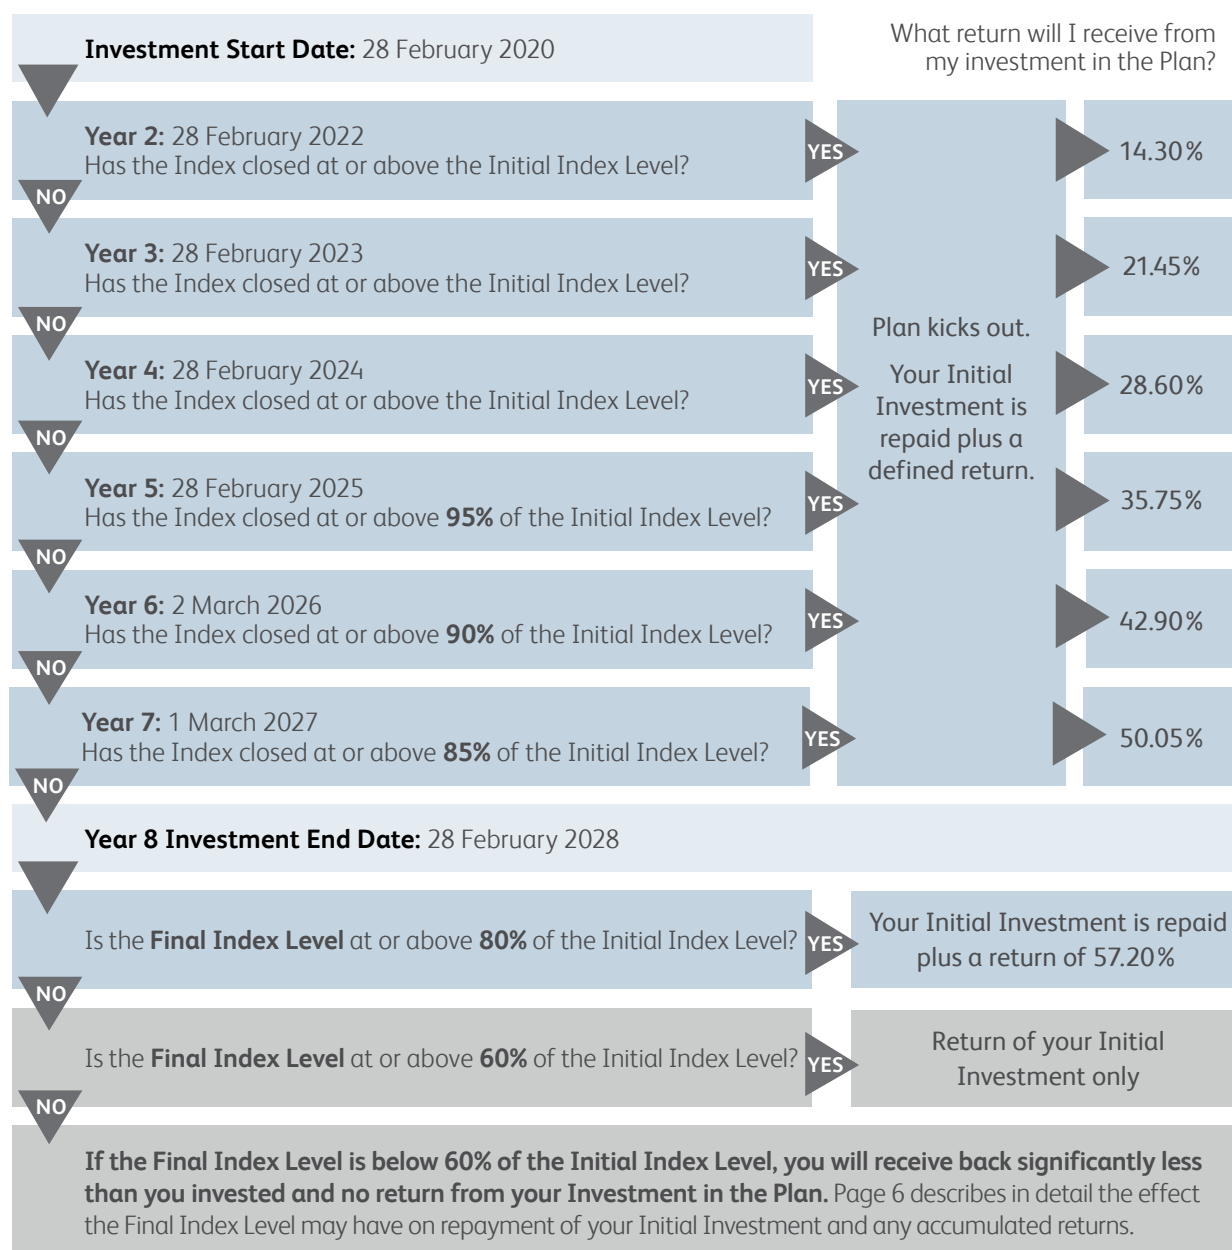 Investment Start Date: 28 February 2020
What return will I receive from
my investment in the Plan?
Year 2: 28 February 2022
Has the Index closed at or above the Initial Index Level?
YES
14.30%
NO
Year 3: 28 February 2023
Has the Index closed at or above the Initial Index Level?
YES
21.45%
NO
Plan kicks out.
Your Initial
Investment is
repaid plus a
defined return.
Year 4: 28 February 2024
Has the Index closed at or above the Initial Index Level?
YES
28.60%
NO
Year 5: 28 February 2025
Has the Index closed at or above 95% of the Initial Index Level?
YES
35.75%
NO
Year 6: 2 March 2026
Has the Index closed at or above 90% of the Initial Index Level?
YES
42.90%
NO
Year 7: 1 March 2027
Has the Index closed at or above 85% of the Initial Index Level?
YES
50.05%
NO
Year 8 Investment End Date: 28 February 2028
Is the Final Index Level at or above 80% of the Initial Index Level?
YES
Your Initial Investment is repaid
plus a return of 57.20%
NO
Is the Final Index Level at or above 60% of the Initial Index Level?
YES
Return of your Initial
Investment only
NO
If the Final Index Level is below 60% of the Initial Index Level, you will receive back significantly less
than you invested and no return from your Investment in the Plan. Page 6 describes in detail the effect
the Final Index Level may have on repayment of your Initial Investment and any accumulated returns.